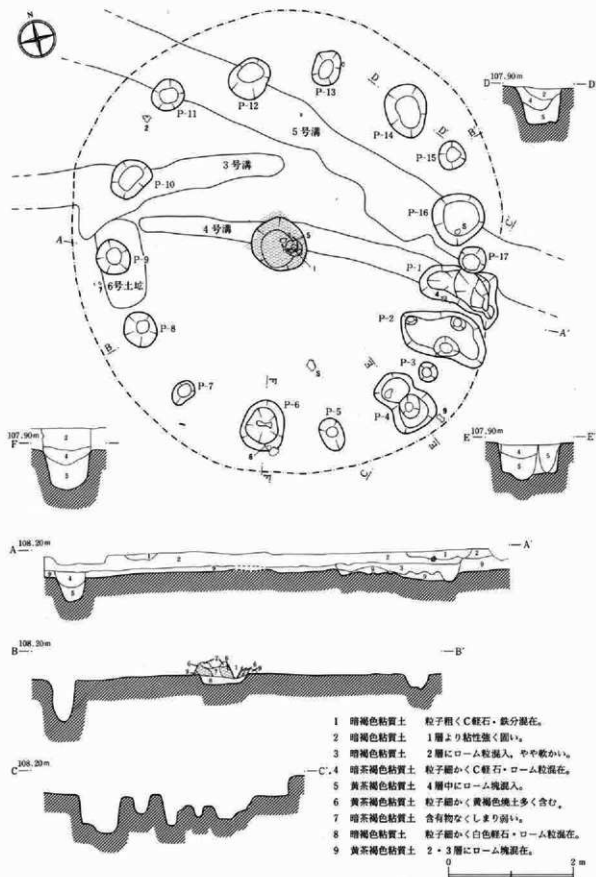 N
107.90m
D
D'
P-11
P-12
P-13
P-14
P-15
5号溝
2
3号溝
P-10
P-16
4号溝
P-17
A
P-9
P-1
6号土坑
P-2
A'
P-8
P-3
B
P-7
P-6
P-5
P-4
107.90m
F
107.90m
E
E'
108.20m
A
A'
108.20m
B
B'
108.20m
C
C'
1 暗褐色粘質土 粒子粗くC軽石・鉄分混在。
2 暗褐色粘質土 1層より粘性強く固い。
3 暗褐色粘質土 2層にローム粒混入、やや軟かい。
4 暗茶褐色粘質土 粒子細かくC軽石・ローム粒混在。
5 黄茶褐色粘質土 4層中にローム塊混入。
6 黄茶褐色粘質土 粒子細かく黄褐色焼土多く含む。
7 暗茶褐色粘質土 含有物なくしまり弱い。
8 暗褐色粘質土 粒子細かく白色軽石・ローム粒混在。
9 黄茶褐色粘質土 2・3層にローム塊混在。
0 2m